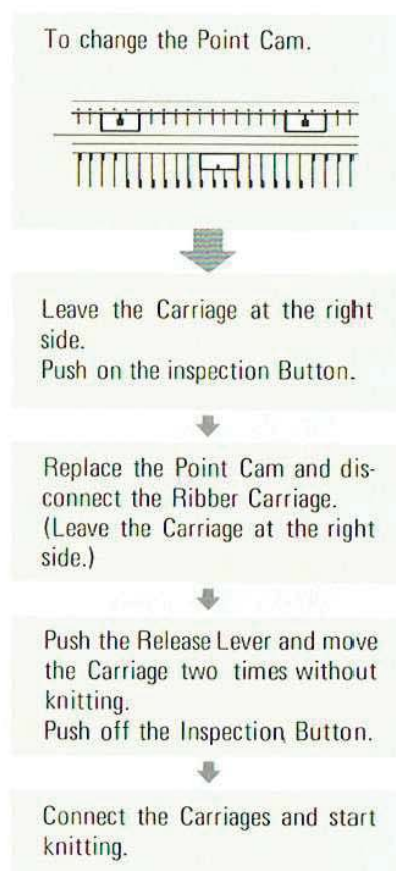 To change the Point Cam.
Leave the Carriage at the right
side.
Push on the inspection Button.
Replace the Point Cam and dis-
connect the Ribber Carriage.
(Leave the Carriage at the right
side.)
Push the Release Lever and move
the Carriage two times without
knitting.
Push off the Inspection Button.
Connect the Carriages and start
knitting.